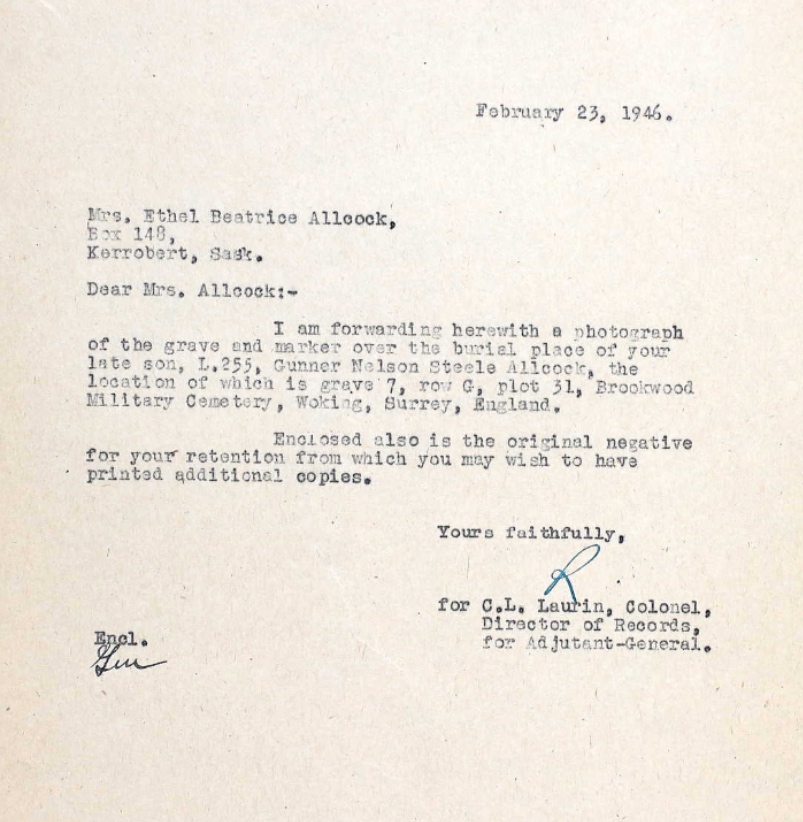 February 23, 1946.
Mrs. Ethel Beatrice Allcock,
Box 148,
Kerrobert, Sask.
Dear Mrs. Allcock:-
I am forwarding herewith a photograph
of the grave and marker over the burial place of your
late son, L.255, Gunner Nelson Steele Allcock, the
location of which is grave 7, row G, plot 31, Brookwood
Military Cemetery, Woking, Surrey, England.
Enclosed also is the original negative
for your retention from which you may wish to have
printed additional copies.
Yours faithfully,
R
for C.L. Laurin, Colonel,
Director of Records,
for Adjutant-General.
Encl.